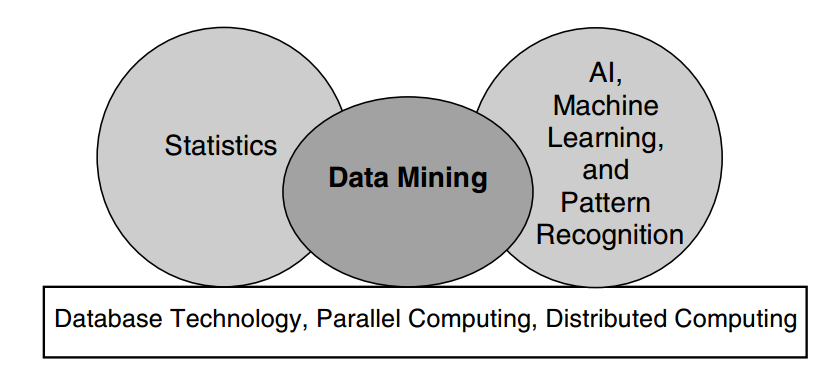 Statistics
Data Mining
AI,
Machine
Learning,
and
Pattern
Recognition
Database Technology, Parallel Computing, Distributed Computing